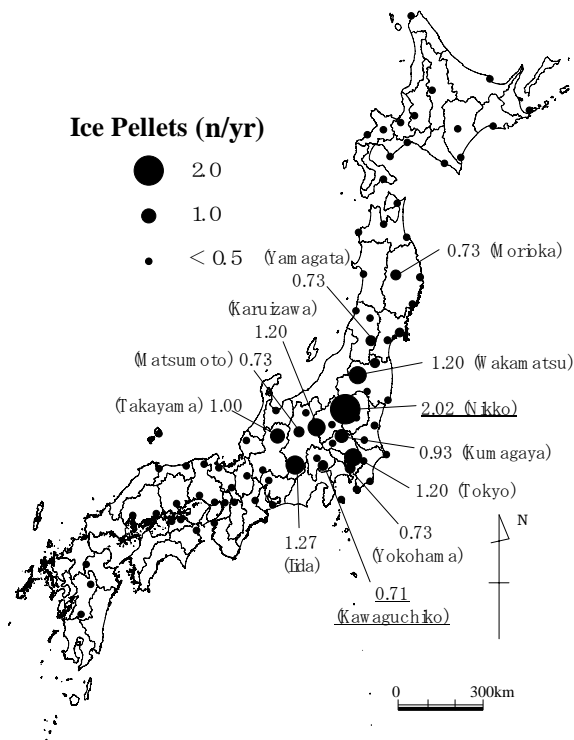 Ice Pellets (n/yr)
2.0
1.0
< 0.5
(Yamagata)
0.73
0.73 (Morioka)
(Karuizawa)
1.20
(Matsumoto) 0.73
1.20 (Wakamatsu)
(Takayama) 1.00
2.02 (Nikko)
0.93 (Kumagaya)
1.20 (Tokyo)
0.73
(Yokohama)
1.27
(Iida)
0.71
(Kawaguchiko)
N
0 300km